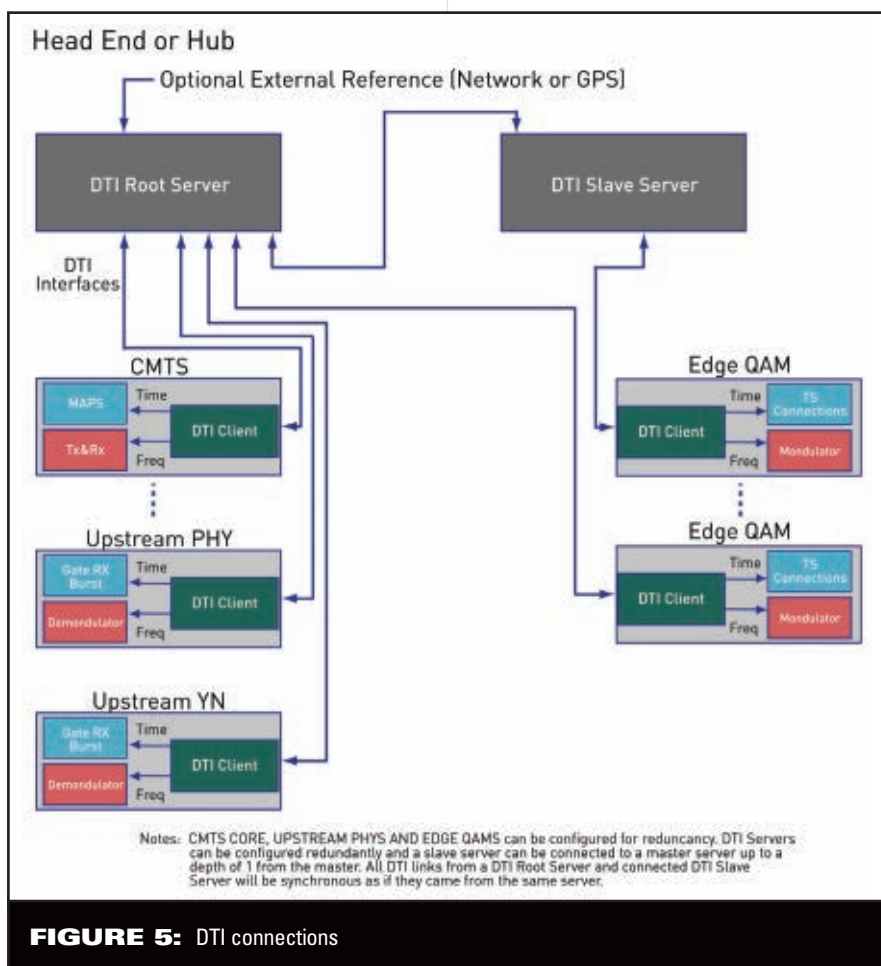 Head End or Hub
Optional External Reference (Network or GPS)
DTI Root Server
DTI Slave Server
DTI
Interfaces
CMTS
MAPS
Time
DTI Client
Tx&Rx
Freq
Edge QAM
DTI Client
Time
TS
Connections
Freq
Mondulator
Upstream PHY
Gate RX
Burst
Time
DTI Client
Demondulator
Freq
Edge QAM
DTI Client
Time
TS
Connections
Freq
Mondulator
Upstream YN
Gate RX
Burst
Time
DTI Client
Demondulator
Freq
Notes: CMTS CORE, UPSTREAM PHYS AND EDGE QAMS can be configured for reduncancy. DTI Servers
can be configured redundantly and a slave server can be connected to a master server up to a
depth of 1 from the master. All DTI links from a DTI Root Server and connected DTI Slave
Server will be synchronous as if they came from the same server.
FIGURE 5: DTI connections